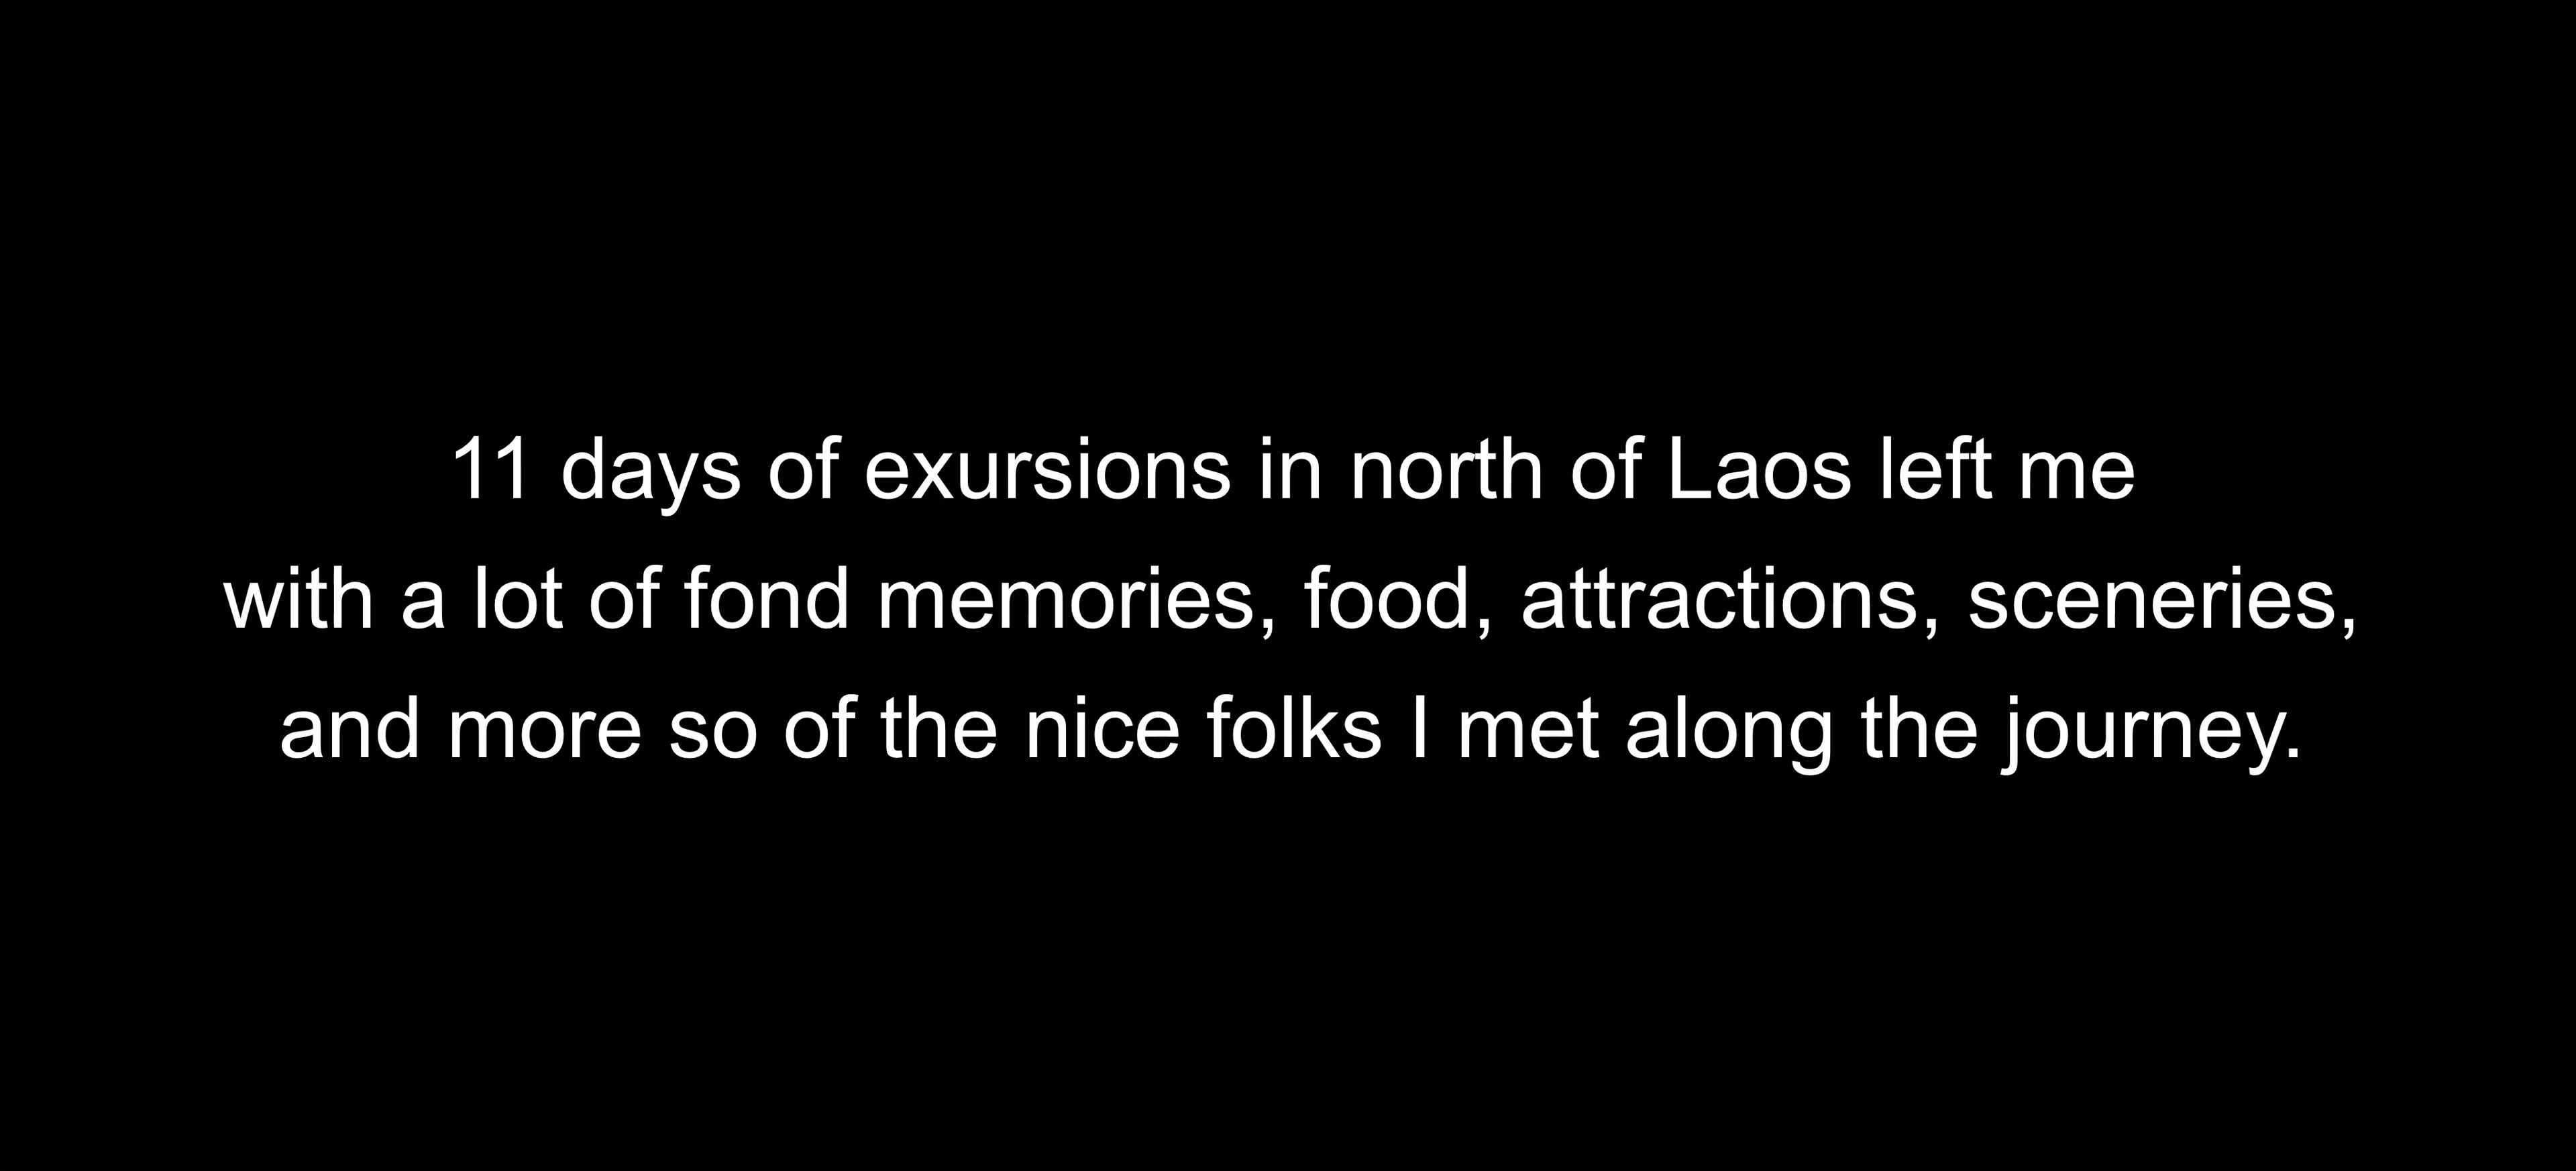 11 days of exursions in north of Laos left me
with a lot of fond memories, food, attractions, sceneries,
and more so of the nice folks I met along the journey.